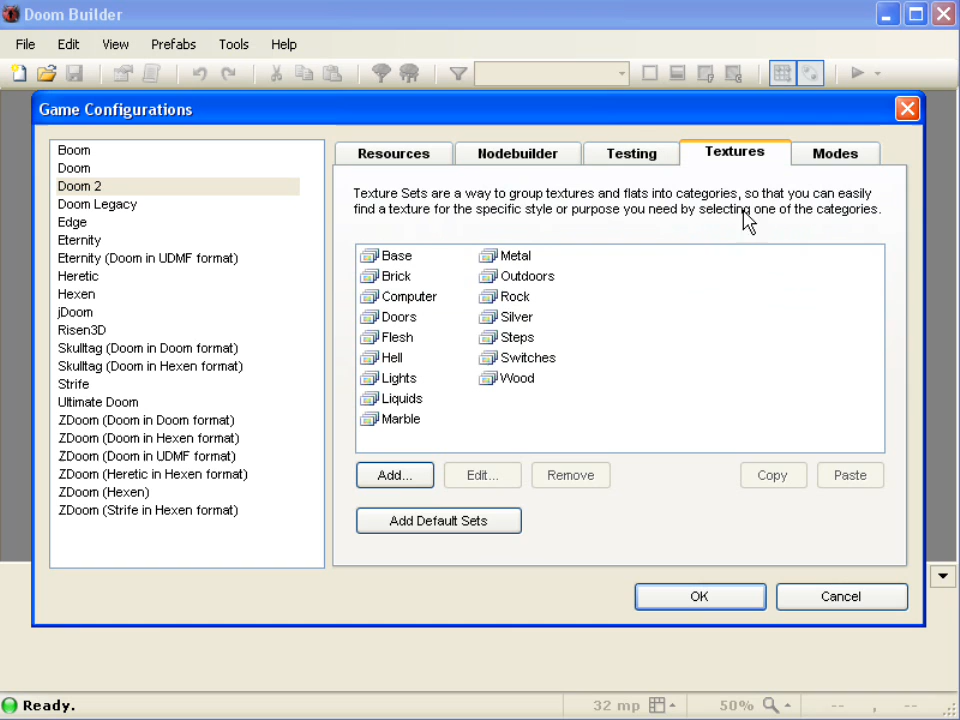 Doom Builder
File Edit View Prefabs Tools Help
Game Configurations
Boom
Doom
Doom 2
Doom Legacy
Edge
Eternity
Eternity (Doom in UDMF format)
Heretic
Hexen
jDoom
Risen3D
Skulltag (Doom in Doom format)
Skulltag (Doom in Hexen format)
Strife
Ultimate Doom
ZDoom (Doom in Doom format)
ZDoom (Doom in Hexen format)
ZDoom (Doom in UDMF format)
ZDoom (Heretic in Hexen format)
ZDoom (Hexen)
ZDoom (Strife in Hexen format)
Resources Nodebuilder Testing Textures Modes
Texture Sets are a way to group textures and flats into categories, so that you can easily
find a texture for the specific style or purpose you need by selecting one of the categories.
Base
Brick
Computer
Doors
Flesh
Hell
Lights
Liquids
Marble
Metal
Outdoors
Rock
Silver
Steps
Switches
Wood
Add... Edit... Remove Copy Paste
Add Default Sets
OK Cancel
Ready. 32 mp 50% -- , --